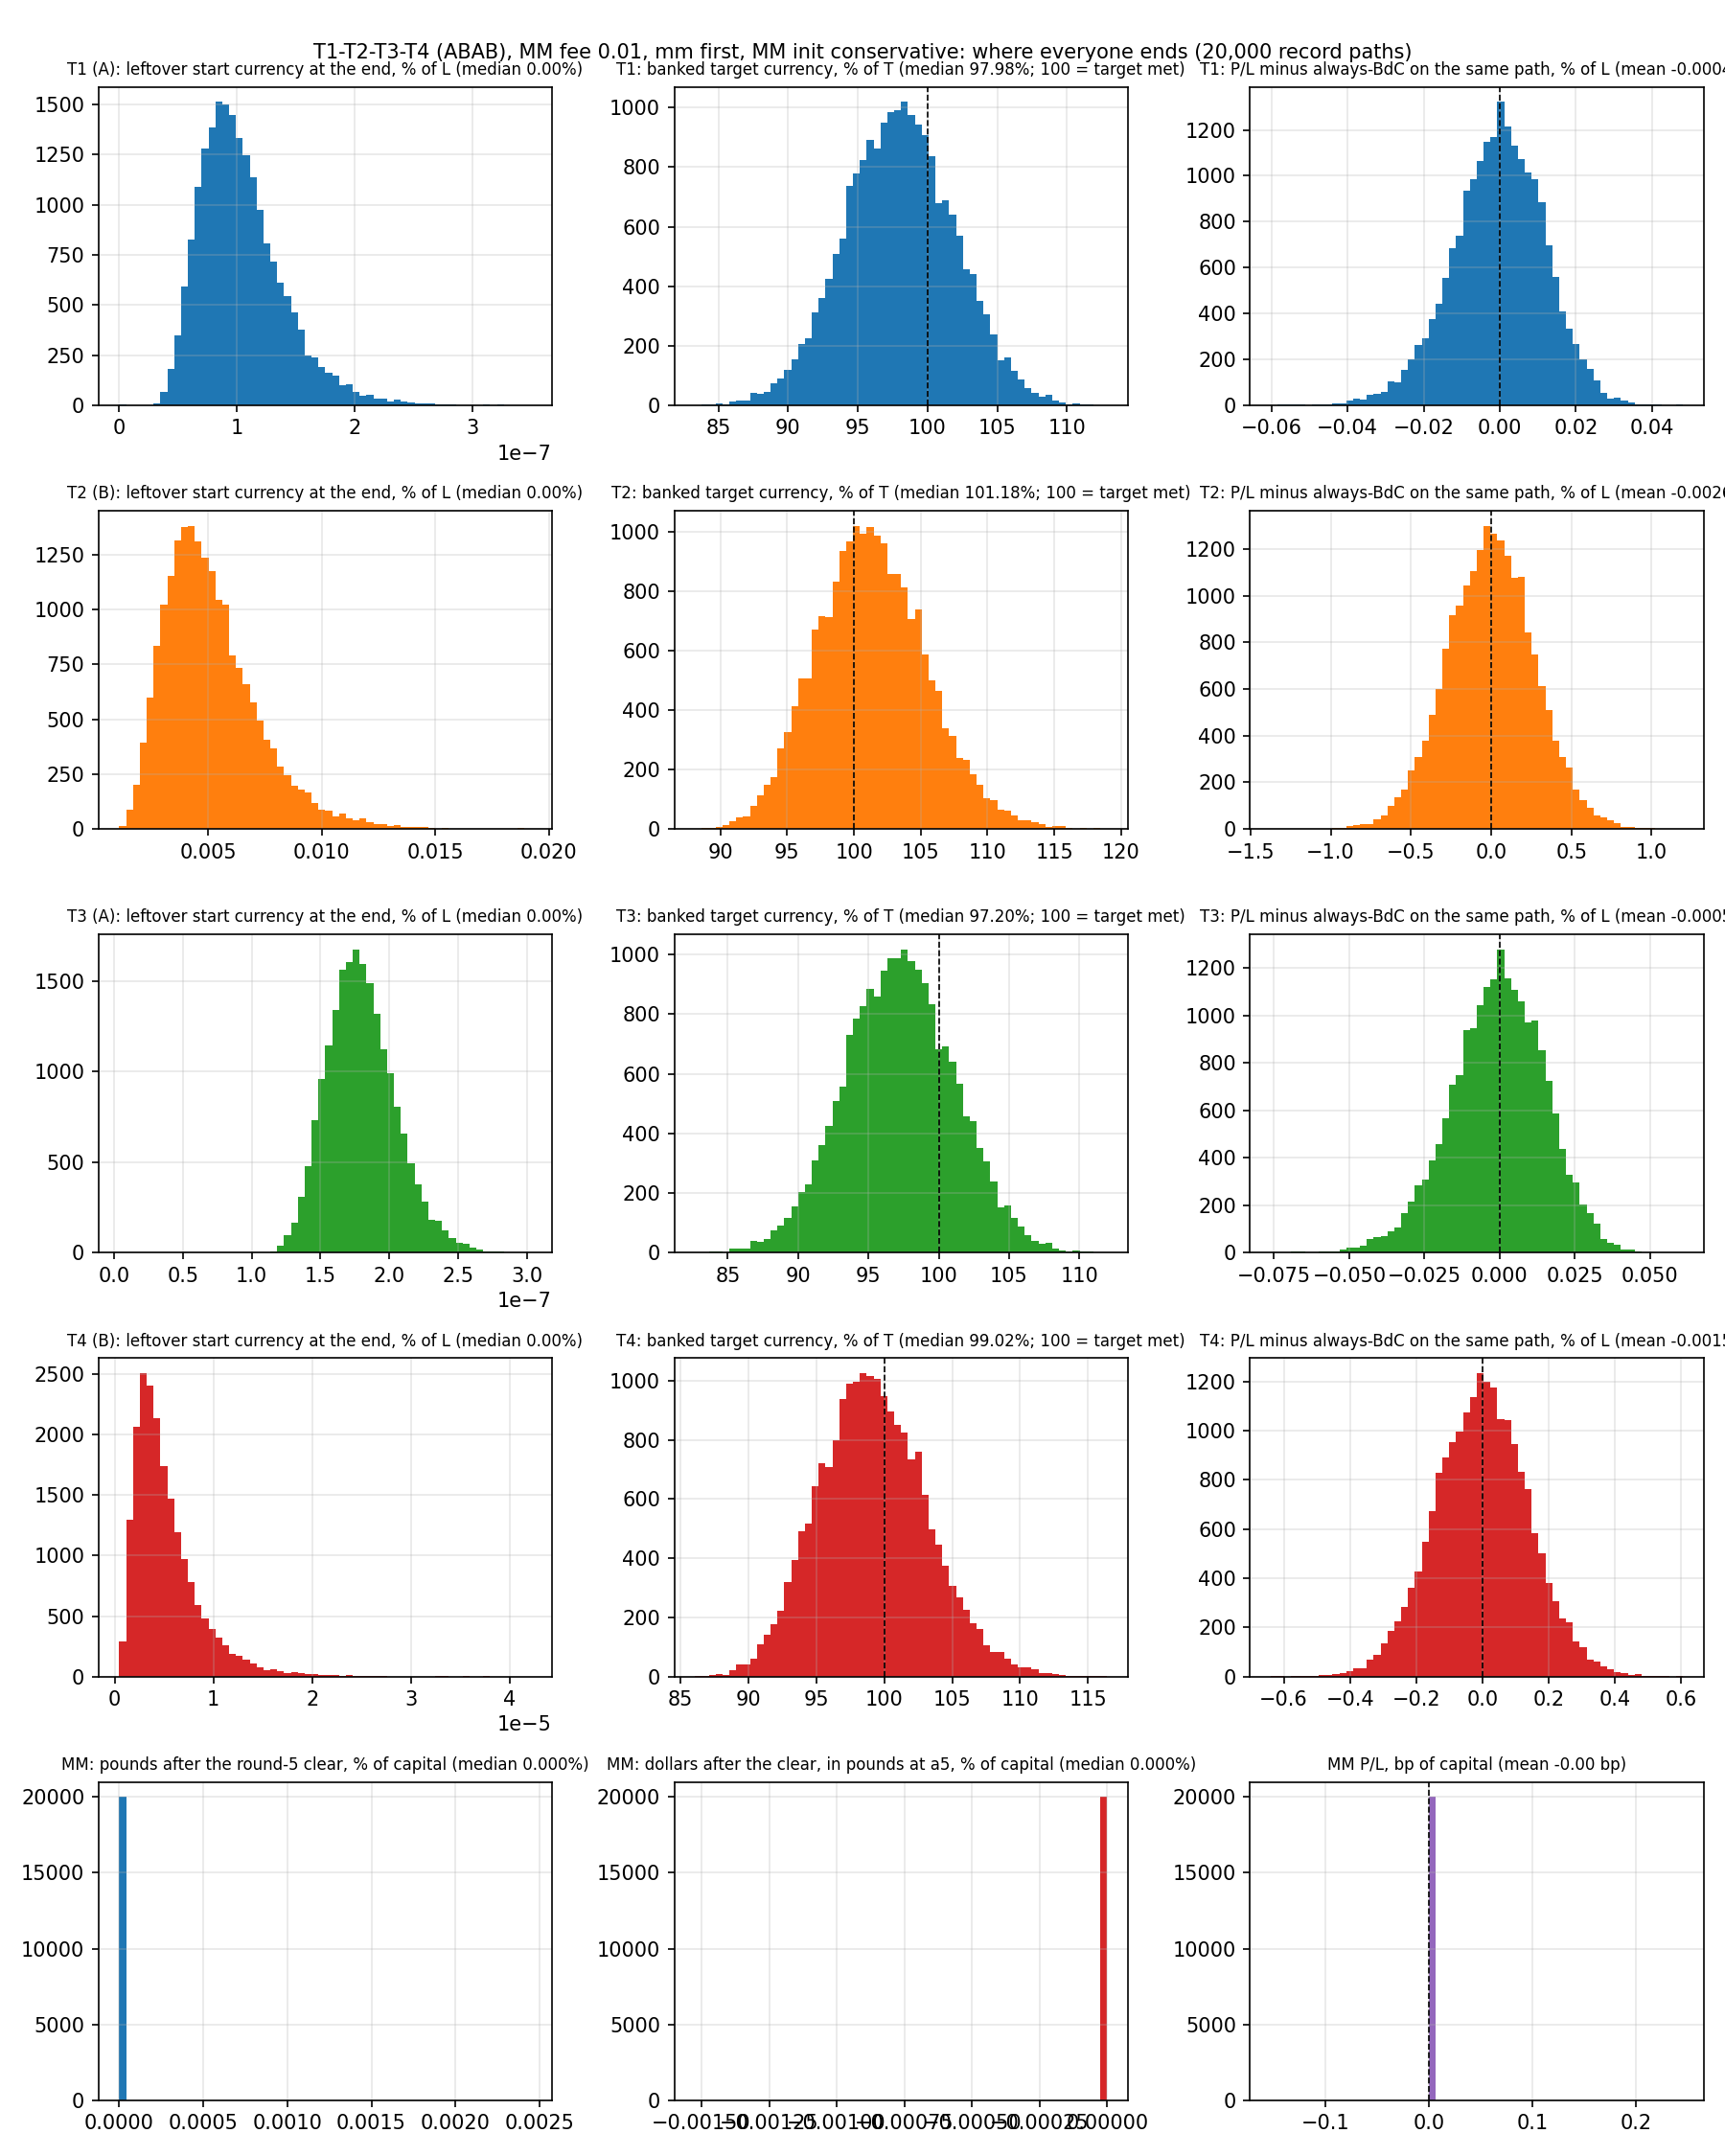 T1-T2-T3-T4 (ABAB), MM fee 0.01, mm first, MM init conservative: where everyone ends (20,000 record paths)
T1 (A): leftover start currency at the end, % of L (median 0.00%)
T1: banked target currency, % of T (median 97.98%; 100 = target met)
T1: P/L minus always-BdC on the same path, % of L (mean -0.000
1500
1250
1000
750
500
250
0
0 1 2 3
1e−7
1000
800
600
400
200
0
85 90 95 100 105 110
1200
1000
800
600
400
200
0
−0.06 −0.04 −0.02 0.00 0.02 0.04
T2 (B): leftover start currency at the end, % of L (median 0.00%)
T2: banked target currency, % of T (median 101.18%; 100 = target met)
T2: P/L minus always-BdC on the same path, % of L (mean -0.002
1250
1000
750
500
250
0
0.005 0.010 0.015 0.020
1000
800
600
400
200
0
90 95 100 105 110 115 120
1200
1000
800
600
400
200
0
−1.5 −1.0 −0.5 0.0 0.5 1.0
T3 (A): leftover start currency at the end, % of L (median 0.00%)
T3: banked target currency, % of T (median 97.20%; 100 = target met)
T3: P/L minus always-BdC on the same path, % of L (mean -0.000
1500
1000
500
0
0.0 0.5 1.0 1.5 2.0 2.5 3.0
1e−7
1000
800
600
400
200
0
85 90 95 100 105 110
1200
1000
800
600
400
200
0
−0.075 −0.050 −0.025 0.000 0.025 0.050
T4 (B): leftover start currency at the end, % of L (median 0.00%)
T4: banked target currency, % of T (median 99.02%; 100 = target met)
T4: P/L minus always-BdC on the same path, % of L (mean -0.001
2500
2000
1500
1000
500
0
0 1 2 3 4
1e−5
1000
800
600
400
200
0
85 90 95 100 105 110 115
1200
1000
800
600
400
200
0
−0.6 −0.4 −0.2 0.0 0.2 0.4 0.6
MM: pounds after the round-5 clear, % of capital (median 0.000%)
MM: dollars after the clear, in pounds at a5, % of capital (median 0.000%)
MM P/L, bp of capital (mean -0.00 bp)
20000
15000
10000
5000
0
0.0000 0.0005 0.0010 0.0015 0.0020 0.0025
20000
15000
10000
5000
0
−0.00150 −0.00125 −0.00100 −0.00075 −0.00050 −0.00025 0.00000
20000
15000
10000
5000
0
−0.1 0.0 0.1 0.2